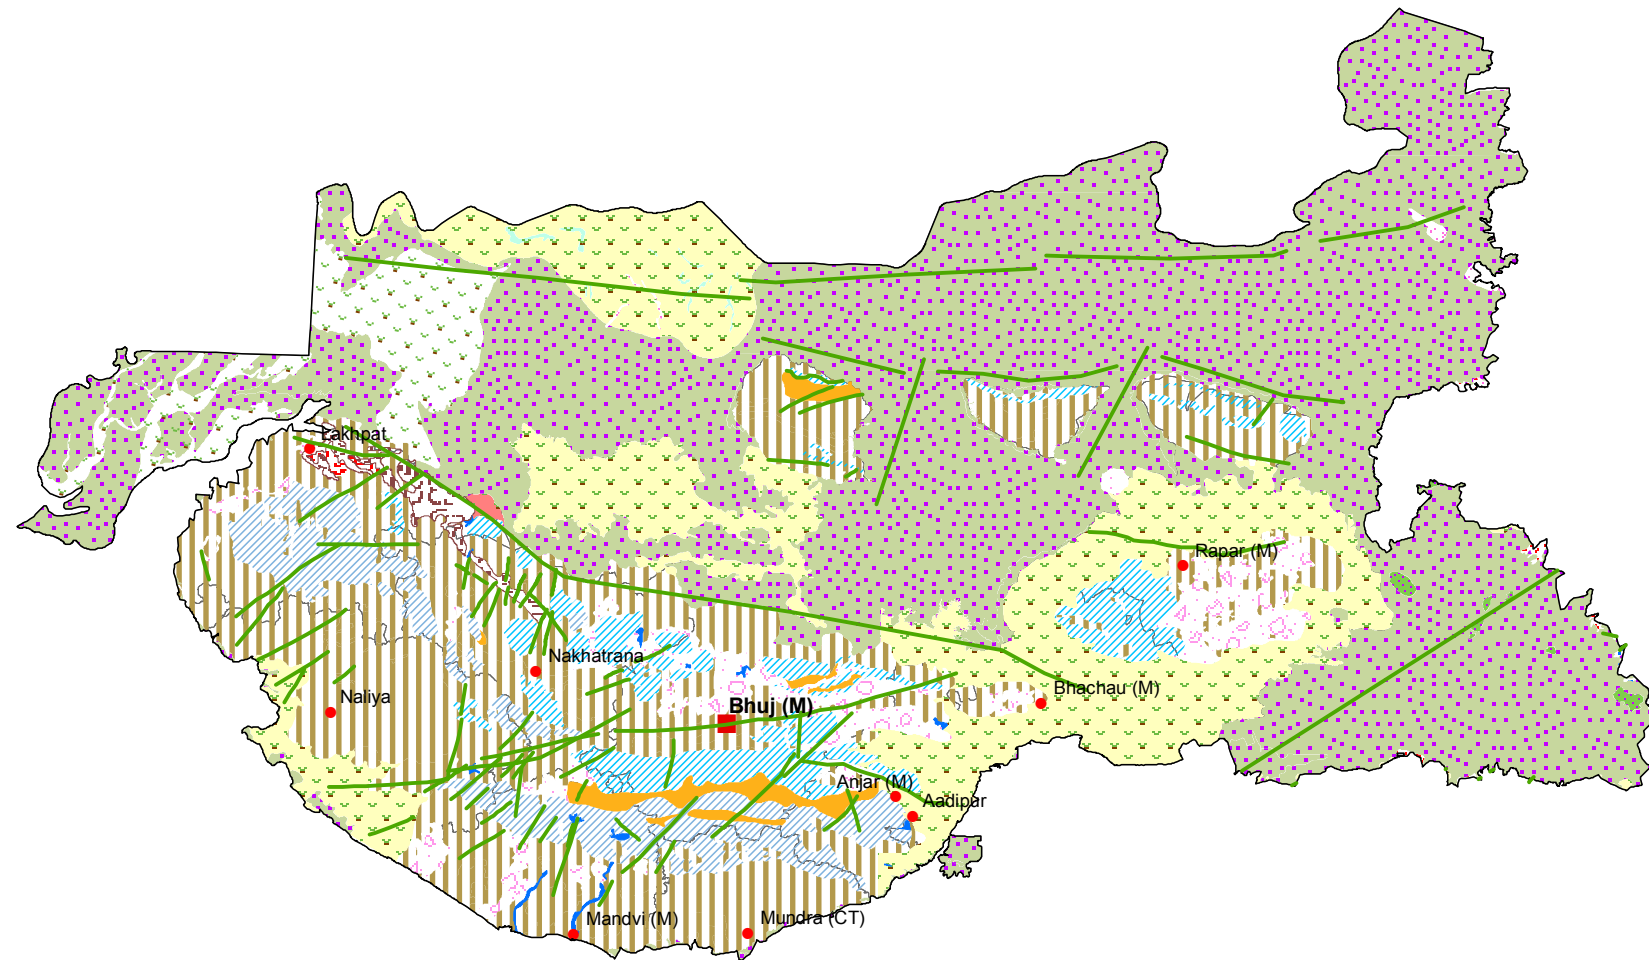 Lakhpat
Rapar (M)
Nakhatrana
Bhachau (M)
Naliya
Bhuj (M)
Anjar (M)
Aadipar
Mandvi (M)
Mundra (CT)